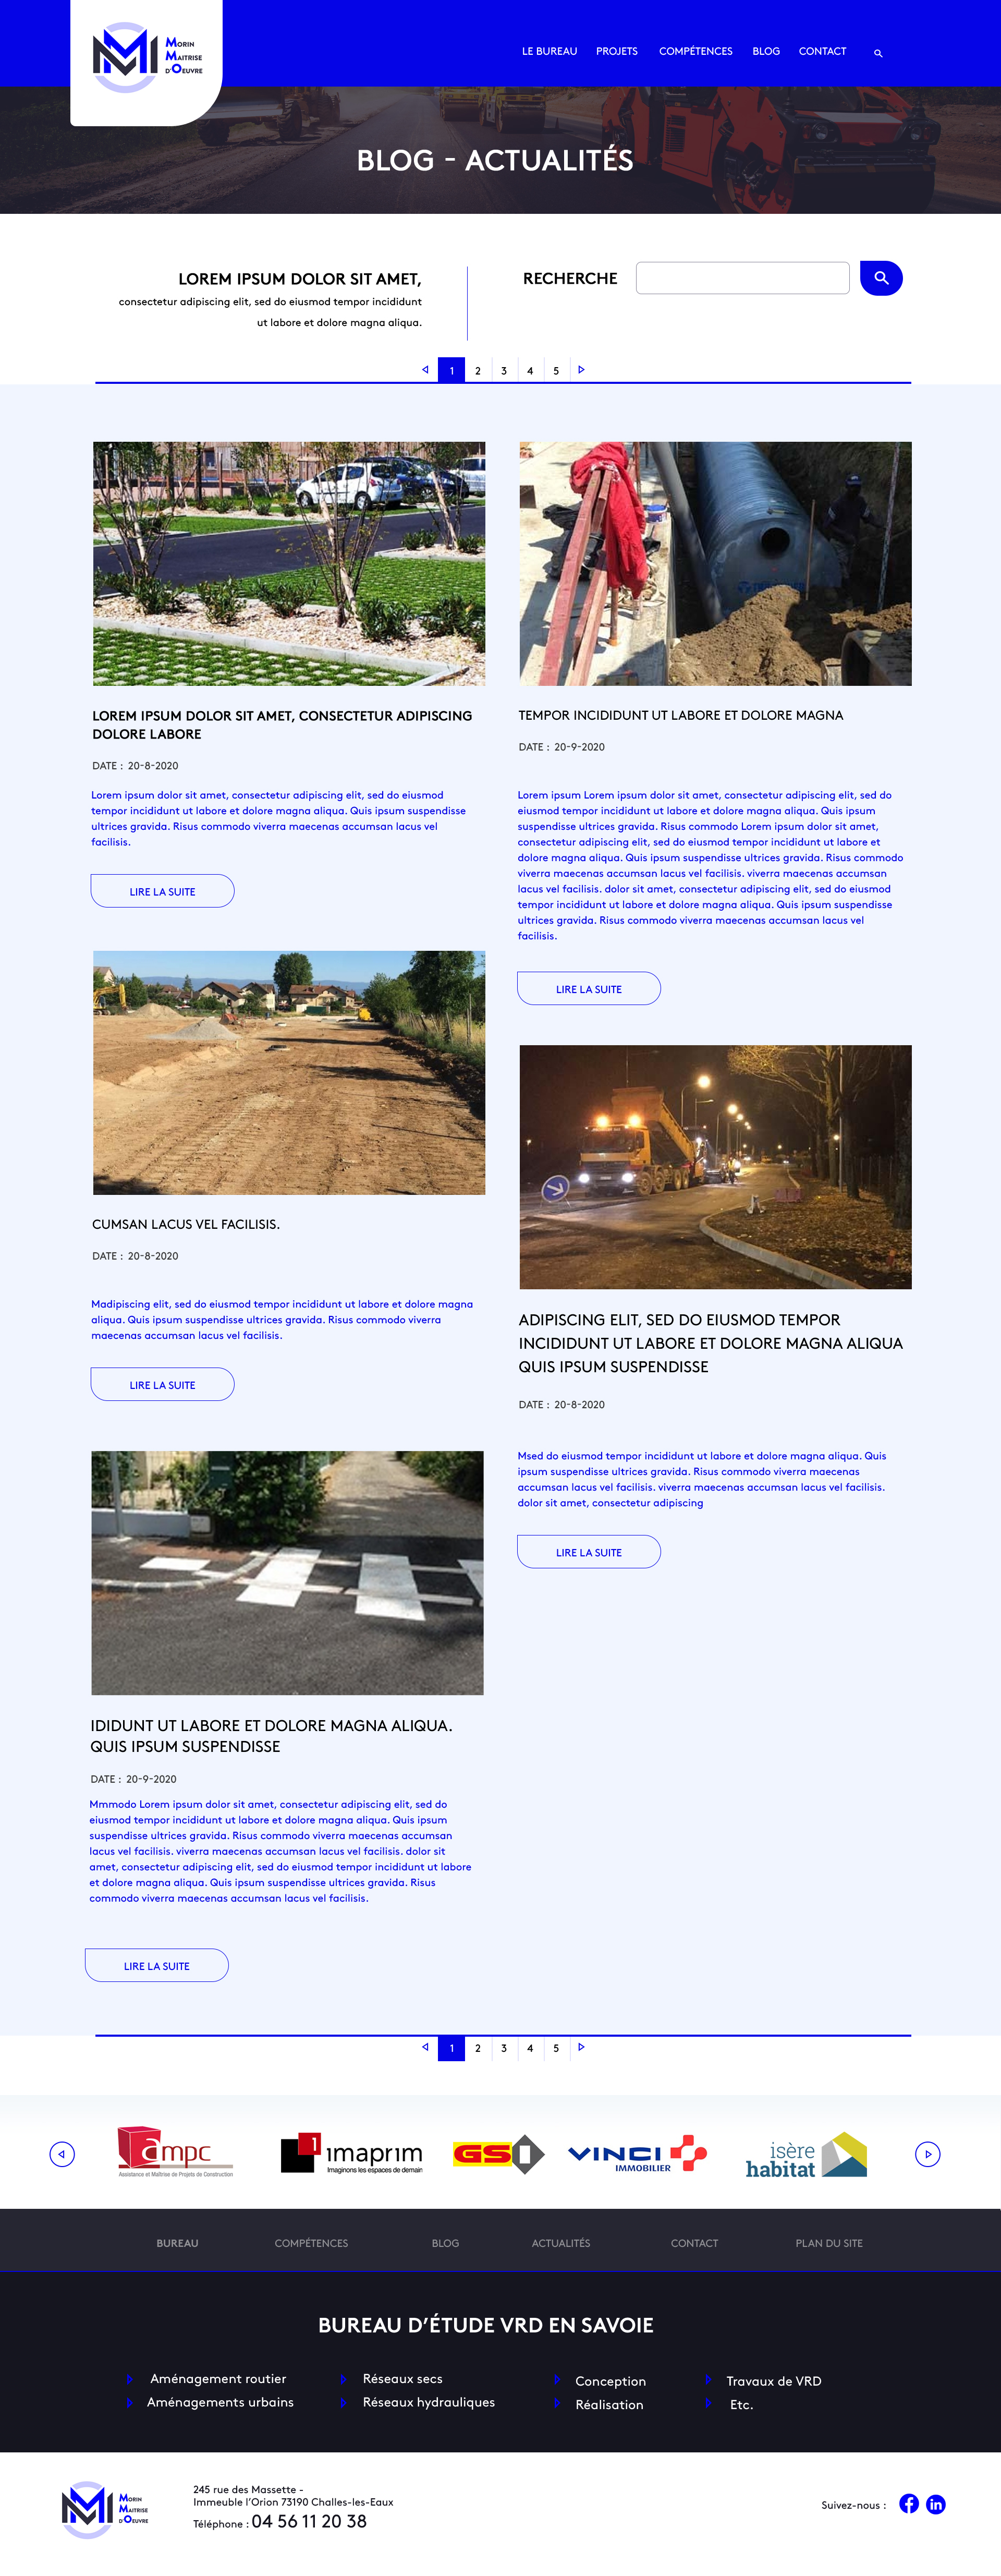 MORIN
MAITRISE
D'OEUVRE
LE BUREAU PROJETS COMPÉTENCES BLOG CONTACT
BLOG - ACTUALITÉS
LOREM IPSUM DOLOR SIT AMET,
consectetur adipiscing elit, sed do eiusmod tempor incididunt
ut labore et dolore magna aliqua.
RECHERCHE
1 2 3 4 5
LOREM IPSUM DOLOR SIT AMET, CONSECTETUR ADIPISCING
DOLORE LABORE
DATE : 20-8-2020
Lorem ipsum dolor sit amet, consectetur adipiscing elit, sed do eiusmod
tempor incididunt ut labore et dolore magna aliqua. Quis ipsum suspendisse
ultrices gravida. Risus commodo viverra maecenas accumsan lacus vel
facilisis.
LIRE LA SUITE
TEMPOR INCIDIDUNT UT LABORE ET DOLORE MAGNA
DATE : 20-9-2020
Lorem ipsum Lorem ipsum dolor sit amet, consectetur adipiscing elit, sed do
eiusmod tempor incididunt ut labore et dolore magna aliqua. Quis ipsum
suspendisse ultrices gravida. Risus commodo Lorem ipsum dolor sit amet,
consectetur adipiscing elit, sed do eiusmod tempor incididunt ut labore et
dolore magna aliqua. Quis ipsum suspendisse ultrices gravida. Risus commodo
viverra maecenas accumsan lacus vel facilisis. viverra maecenas accumsan
lacus vel facilisis. dolor sit amet, consectetur adipiscing elit, sed do eiusmod
tempor incididunt ut labore et dolore magna aliqua. Quis ipsum suspendisse
ultrices gravida. Risus commodo viverra maecenas accumsan lacus vel
facilisis.
LIRE LA SUITE
CUMSAN LACUS VEL FACILISIS.
DATE : 20-8-2020
Madipiscing elit, sed do eiusmod tempor incididunt ut labore et dolore magna
aliqua. Quis ipsum suspendisse ultrices gravida. Risus commodo viverra
maecenas accumsan lacus vel facilisis.
LIRE LA SUITE
ADIPISCING ELIT, SED DO EIUSMOD TEMPOR
INCIDIDUNT UT LABORE ET DOLORE MAGNA ALIQUA
QUIS IPSUM SUSPENDISSE
DATE : 20-8-2020
Msed do eiusmod tempor incididunt ut labore et dolore magna aliqua. Quis
ipsum suspendisse ultrices gravida. Risus commodo viverra maecenas
accumsan lacus vel facilisis. viverra maecenas accumsan lacus vel facilisis.
dolor sit amet, consectetur adipiscing
LIRE LA SUITE
IDIDUNT UT LABORE ET DOLORE MAGNA ALIQUA.
QUIS IPSUM SUSPENDISSE
DATE : 20-9-2020
Mmmodo Lorem ipsum dolor sit amet, consectetur adipiscing elit, sed do
eiusmod tempor incididunt ut labore et dolore magna aliqua. Quis ipsum
suspendisse ultrices gravida. Risus commodo viverra maecenas accumsan
lacus vel facilisis. viverra maecenas accumsan lacus vel facilisis. dolor sit
amet, consectetur adipiscing elit, sed do eiusmod tempor incididunt ut labore
et dolore magna aliqua. Quis ipsum suspendisse ultrices gravida. Risus
commodo viverra maecenas accumsan lacus vel facilisis.
LIRE LA SUITE
1 2 3 4 5
ampc
Assistance et Maîtrise de Projets de Construction
1 imaprim
Imaginons les espaces de demain
GSI
VINCI
IMMOBILIER
isère
habitat
BUREAU COMPÉTENCES BLOG ACTUALITÉS CONTACT PLAN DU SITE
BUREAU D'ÉTUDE VRD EN SAVOIE
Aménagement routier Réseaux secs Conception Travaux de VRD
Aménagements urbains Réseaux hydrauliques Réalisation Etc.
MORIN
MAITRISE
D'OEUVRE
245 rue des Massette -
Immeuble l'Orion 73190 Challes-les-Eaux
Téléphone : 04 56 11 20 38
Suivez-nous :